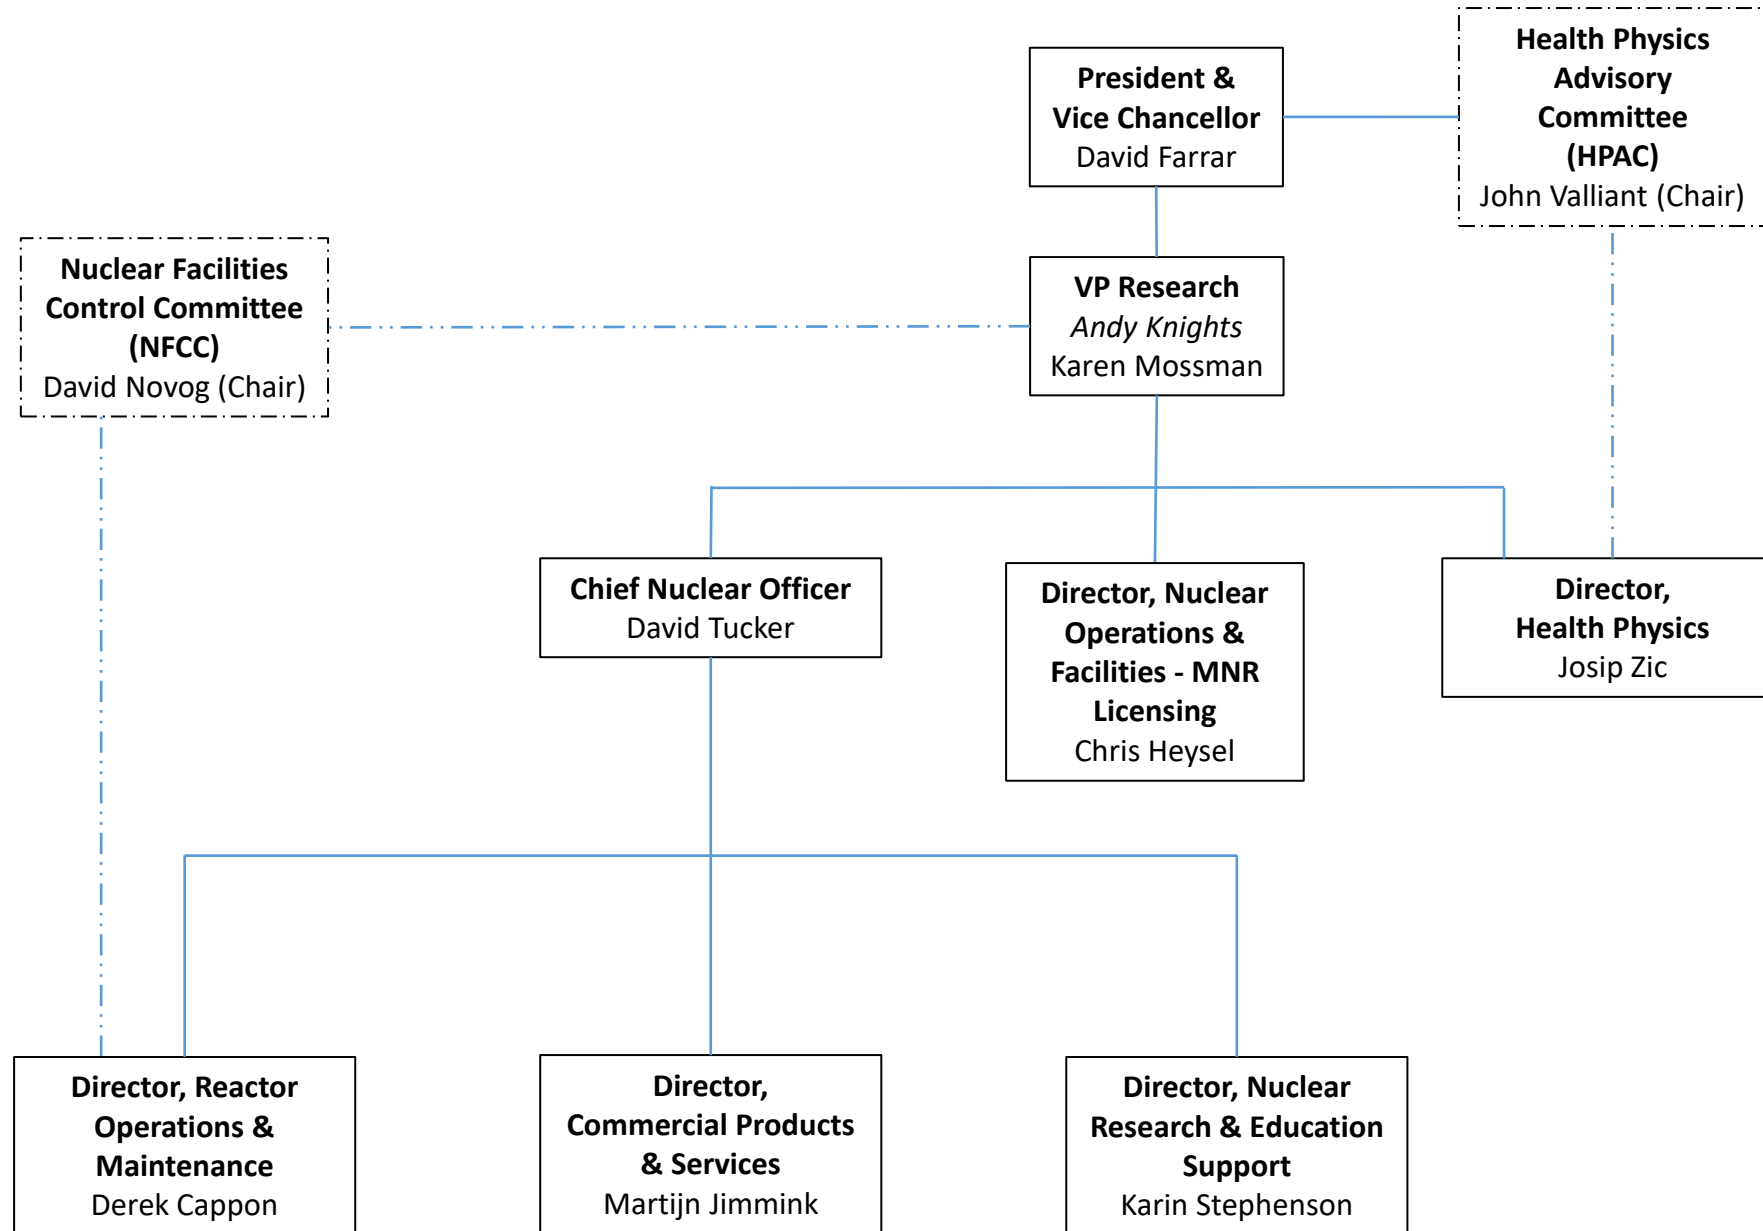 President &
Vice Chancellor
David Farrar
Health Physics
Advisory
Committee
(HPAC)
John Valliant (Chair)
Nuclear Facilities
Control Committee
(NFCC)
David Novog (Chair)
VP Research
Andy Knights
Karen Mossman
Chief Nuclear Officer
David Tucker
Director, Nuclear
Operations &
Facilities - MNR
Licensing
Chris Heysel
Director,
Health Physics
Josip Zic
Director, Reactor
Operations &
Maintenance
Derek Cappon
Director,
Commercial Products
& Services
Martijn Jimmink
Director, Nuclear
Research & Education
Support
Karin Stephenson